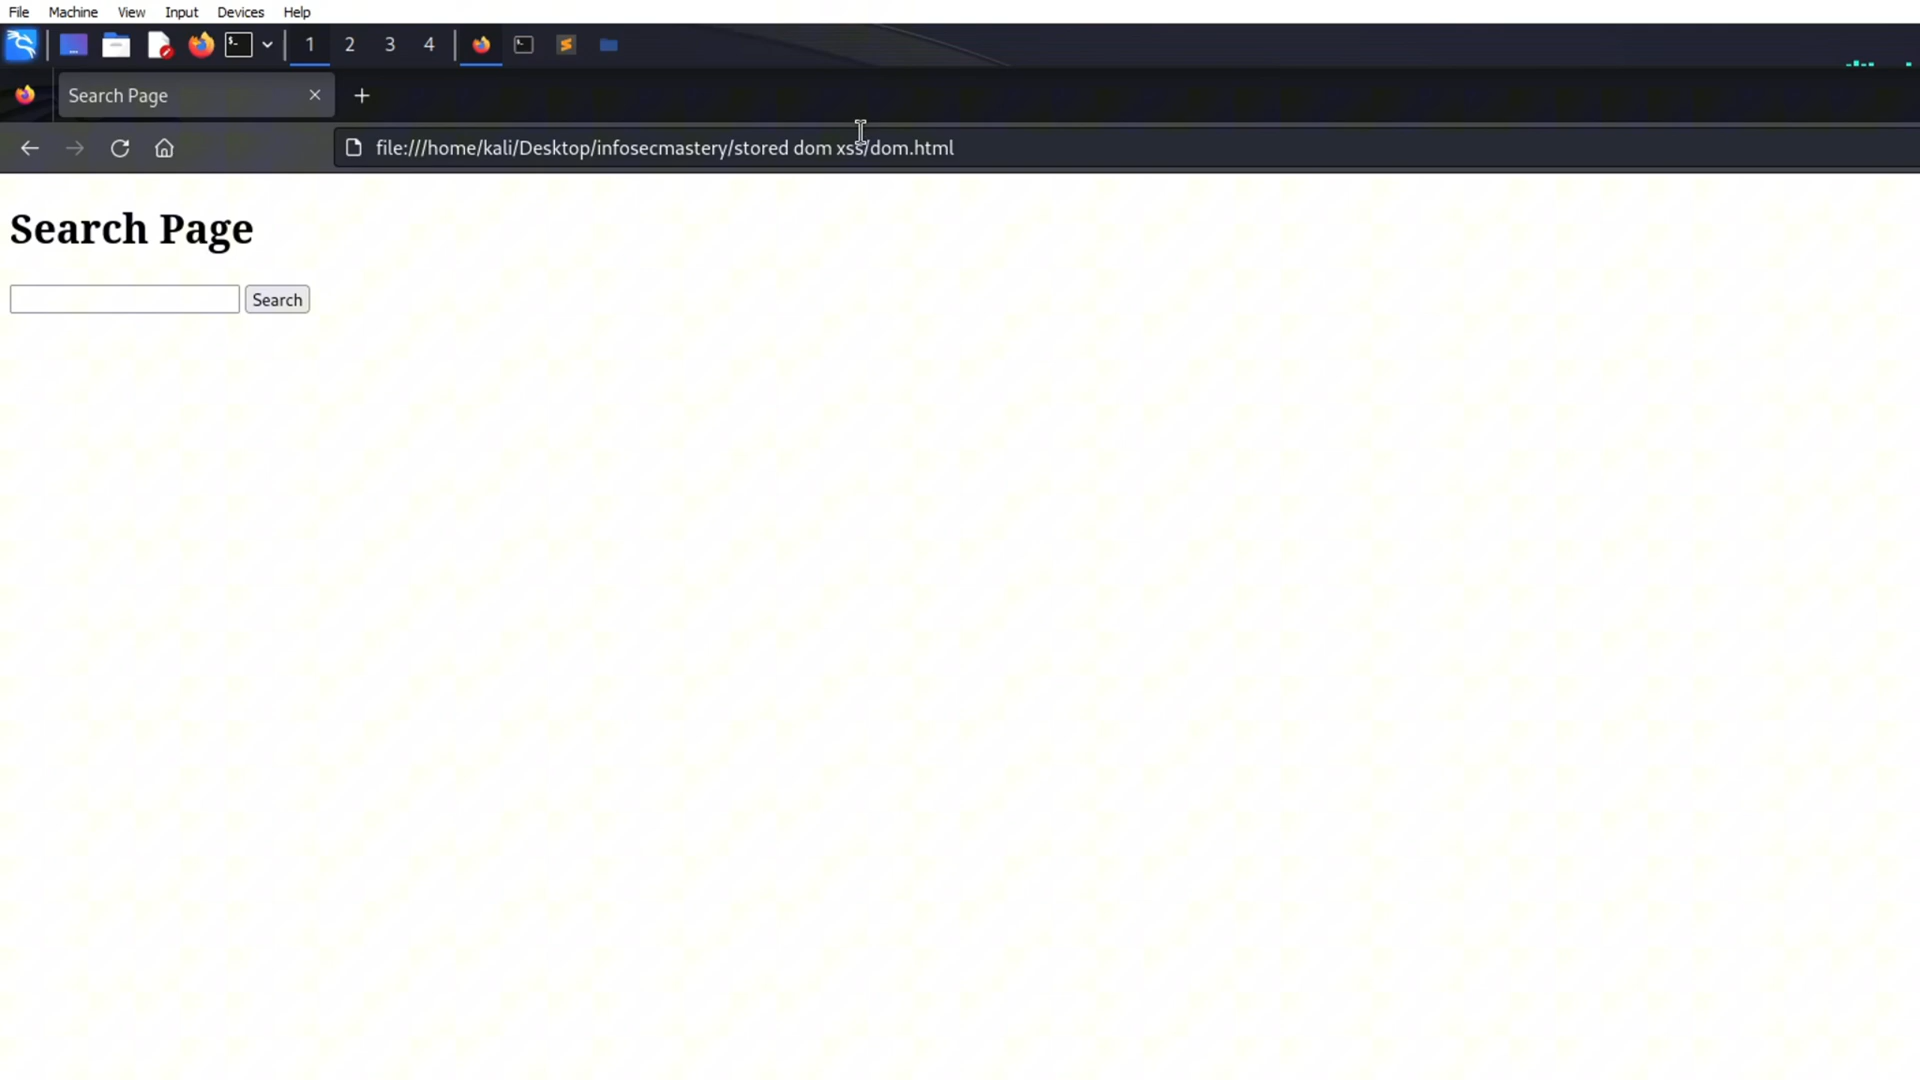 File Machine View Input Devices Help
1 2 3 4
Search Page
file:///home/kali/Desktop/infosecmastery/stored dom xss/dom.html
Search Page
Search